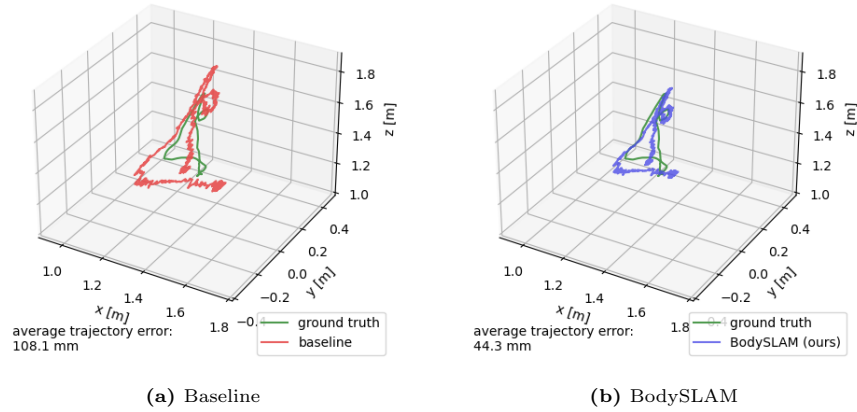 1.8
1.6
1.4
1.2
1.0
z [m]
0.4
0.2
0.0
−0.2
−0.4
y [m]
1.0
1.2
1.4
1.6
1.8
x [m]
average trajectory error:
108.1 mm
ground truth
baseline
(a) Baseline
1.8
1.6
1.4
1.2
1.0
z [m]
0.4
0.2
0.0
−0.2
0.4
y [m]
1.0
1.2
1.4
1.6
1.8
x [m]
average trajectory error:
44.3 mm
ground truth
BodySLAM (ours)
(b) BodySLAM